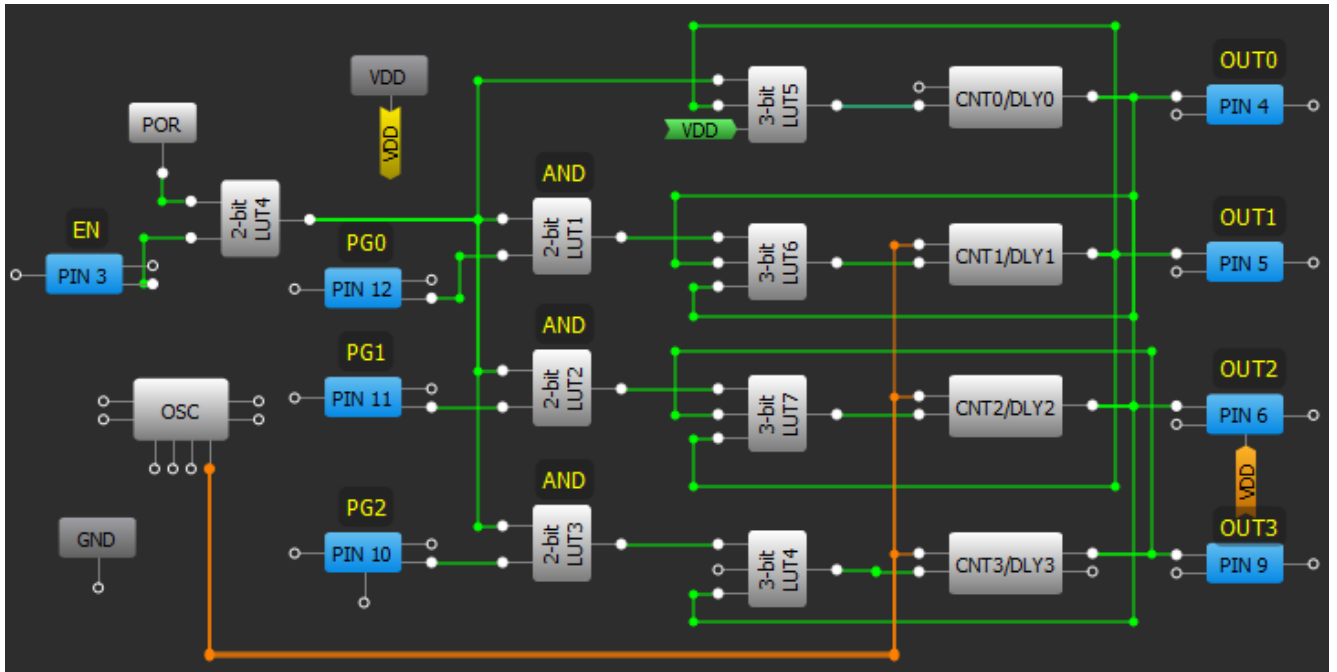 OUT0
VDD
3-bit LUT5
CNT0/DLY0
PIN 4
POR
VDD
VDD
AND
2-bit LUT4
2-bit LUT1
OUT1
EN
PG0
3-bit LUT6
CNT1/DLY1
PIN 5
PIN 3
PIN 12
AND
PG1
OUT2
2-bit LUT2
PIN 11
3-bit LUT7
CNT2/DLY2
PIN 6
OSC
VDD
AND
PG2
OUT3
GND
2-bit LUT3
PIN 10
3-bit LUT4
CNT3/DLY3
PIN 9